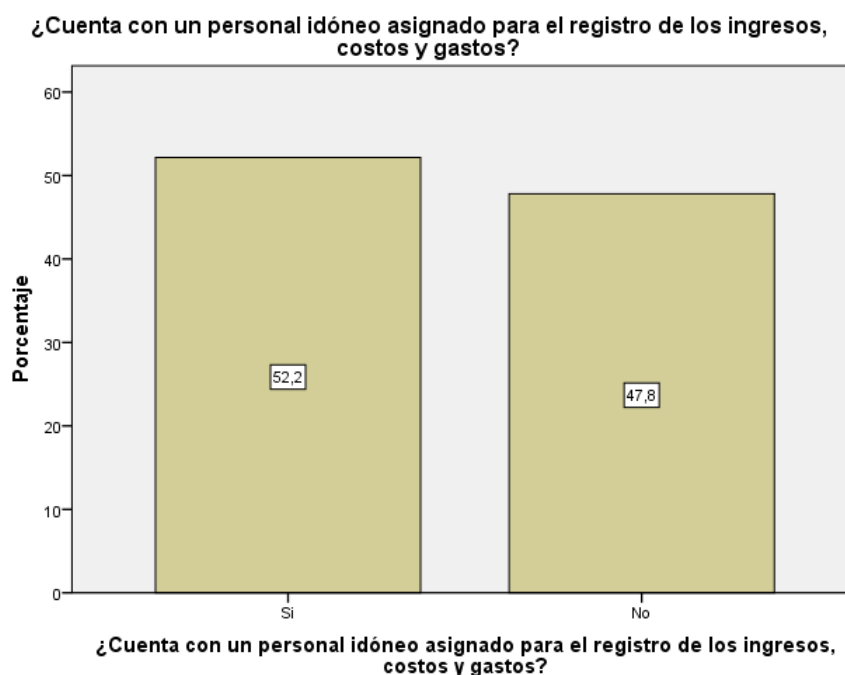 ¿Cuenta con un personal idóneo asignado para el registro de los ingresos,
costos y gastos?
60
50
40
30
20
10
0
Porcentaje
52,2
47,8
Si
No
¿Cuenta con un personal idóneo asignado para el registro de los ingresos,
costos y gastos?